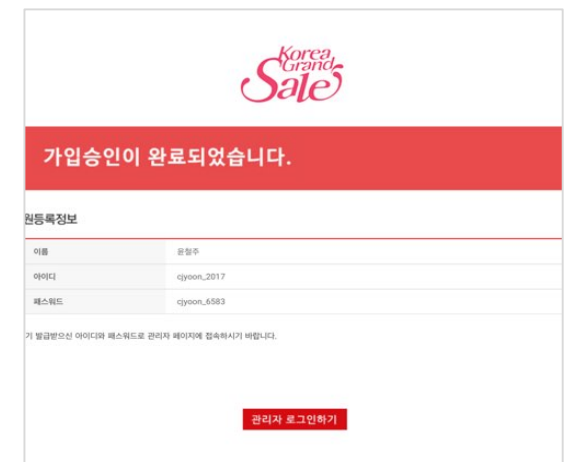 Korea
Grand
Sale
가입승인이 완료되었습니다.
원등록정보
이름 윤철주
아이디 cjyoon_2017
패스워드 cjyoon_6583
기 발급받으신 아이디와 패스워드로 관리자 페이지에 접속하시기 바랍니다.
관리자 로그인하기